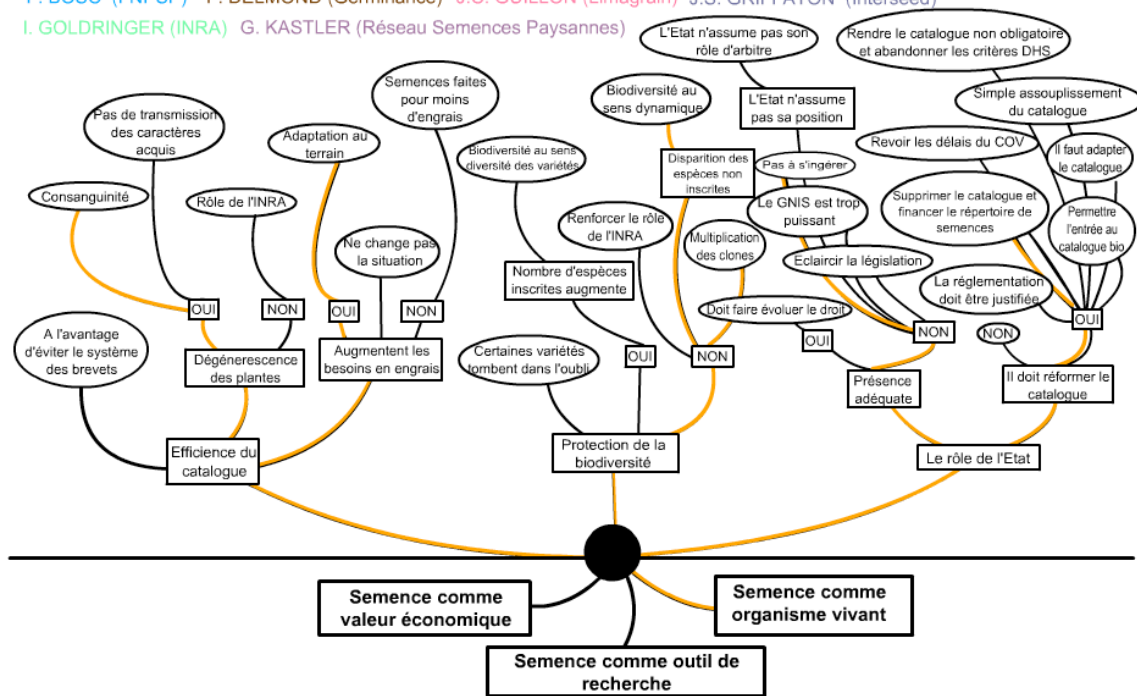 DELMOND (Germinance) GUILLON (Limagrain) (Interseed)
I. GOLDRINGER (INRA) G. KASTLER (Réseau Semences Paysannes)
L'Etat n'assume pas son
rôle d'arbitre
Rendre le catalogue non obligatoire
et abandonner les critères DHS
Semences faites
pour moins
d'engrais
Biodiversité au
sens dynamique
L'Etat n'assume
pas sa position
Simple assouplissement
du catalogue
Pas de transmission
des caractères
acquis
Adaptation au
terrain
Biodiversité au sens
diversité des variétés
Disparition des
espèces non
inscrites
Pas à s'ingérer
Revoir les délais du COV
Il faut adapter
le catalogue
Consanguinité
Rôle de l'INRA
Renforcer le rôle
de l'INRA
Le GNIS est trop
puissant
Supprimer le catalogue et
financer le répertoire de
semences
Permettre
l'entrée au
catalogue bio
Ne change pas
la situation
Multiplication
des clones
Eclaircir la législation
Nombre d'espèces
inscrites augmente
La réglementation
doit être justifiée
OUI
NON
OUI
NON
Doit faire évoluer le droit
OUI
NON
NON
OUI
A l'avantage
d'éviter le système
des brevets
Dégénerescence
des plantes
Augmentent les
besoins en engrais
Certaines variétés
tombent dans l'oubli
OUI
NON
Présence
adéquate
Il doit réformer le
catalogue
Efficience du
catalogue
Protection de la
biodiversité
Le rôle de l'Etat
Semence comme
valeur économique
Semence comme
organisme vivant
Semence comme outil de
recherche